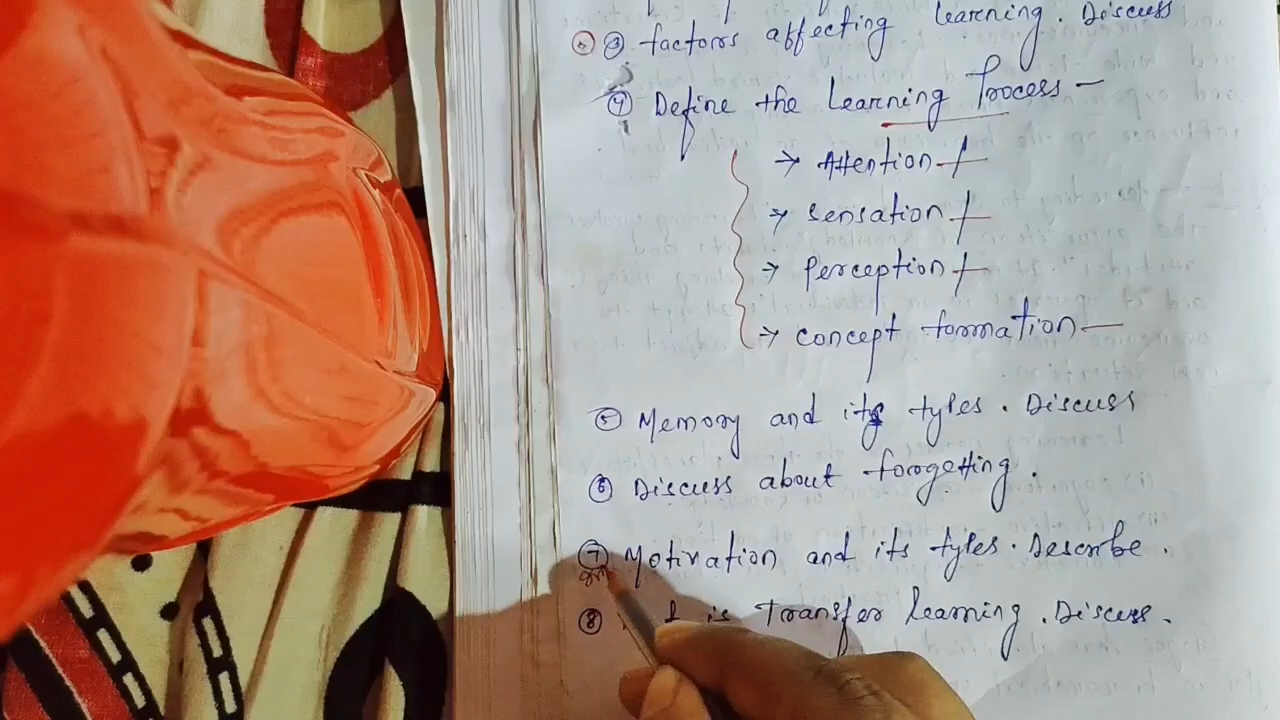 ③ factors affecting learning. Discuss
④ Define the Learning Process -
→ Attention
→ Sensation
→ Perception
→ concept formation
⑤ Memory and its types. Discuss
⑥ Discuss about forgetting.
⑦ Motivation and its types. Describe.
⑧ is Transfer learning. Discuss.